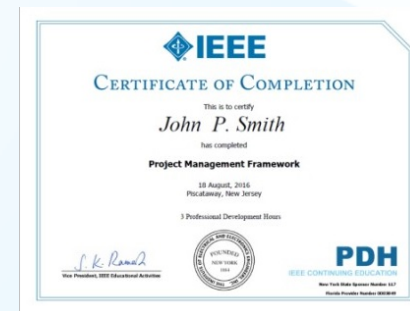 IEEE
CERTIFICATE OF COMPLETION
This is to certify
John P. Smith
has completed
Project Management Framework
18 August, 2016
Piscataway, New Jersey
3 Professional Development Hours
S. K. Ramesh
Vice President, IEEE Educational Activities
FOUNDED
NEW YORK
1884
PDH
IEEE CONTINUING EDUCATION
New York State Sponsor Number
Florida Provider Number